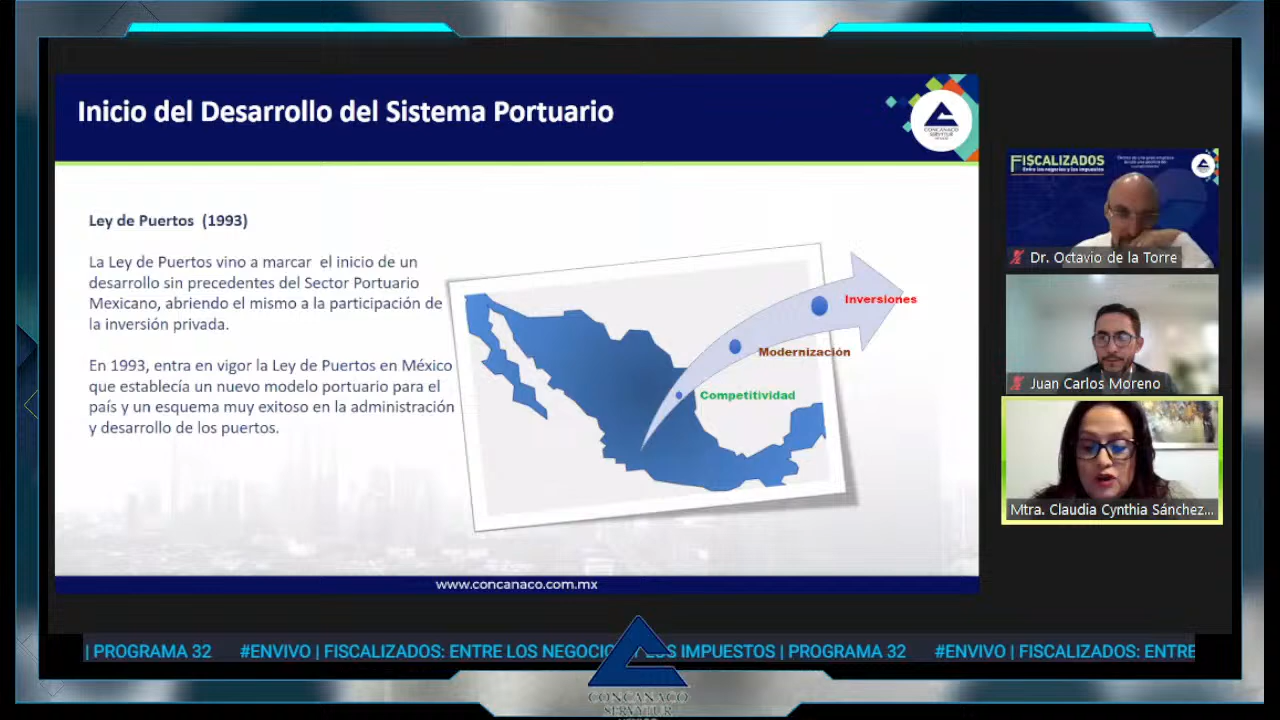 Inicio del Desarrollo del Sistema Portuario
CONCANACO
SERVYTUR
Ley de Puertos (1993)
La Ley de Puertos vino a marcar el inicio de un
desarrollo sin precedentes del Sector Portuario
Mexicano, abriendo el mismo a la participación de
la inversión privada.
En 1993, entra en vigor la Ley de Puertos en México
que establecía un nuevo modelo portuario para el
país y un esquema muy exitoso en la administración
y desarrollo de los puertos.
Inversiones
Modernización
Competitividad
www.concanaco.com.mx
FISCALIZADOS
Entre los negocios y los impuestos
Dr. Octavio de la Torre
Juan Carlos Moreno
Mtra. Claudia Cynthia Sánchez...
| PROGRAMA 32 #ENVIVO | FISCALIZADOS: ENTRE LOS NEGOCIO LOS IMPUESTOS | PROGRAMA 32 #ENVIVO | FISCALIZADOS: ENTRE
CONCANACO
SERVYTUR